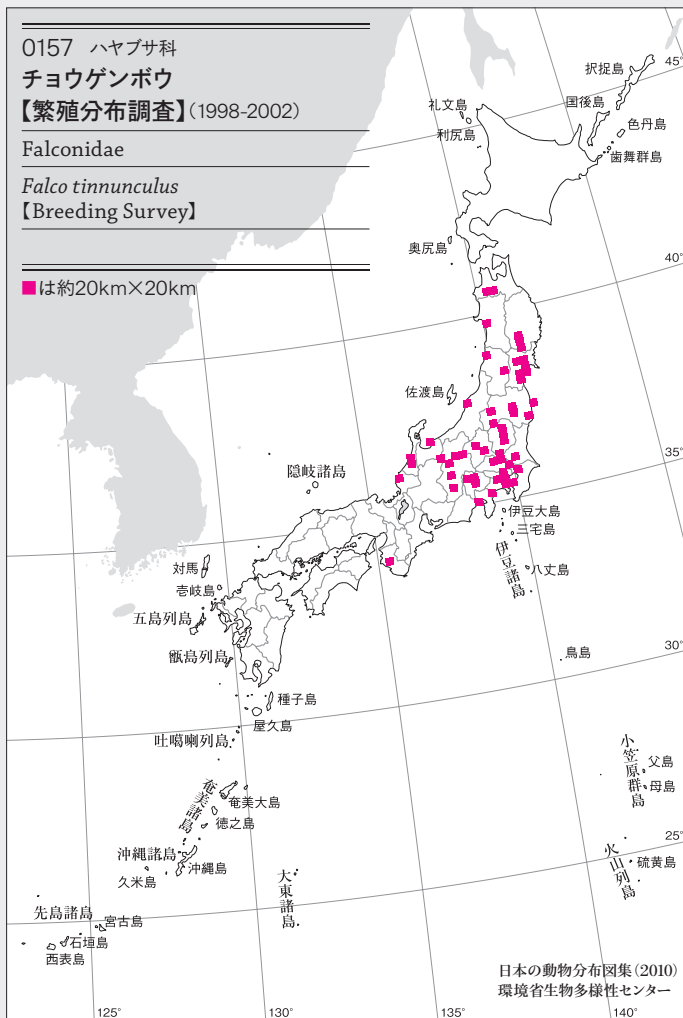 0157 ハヤブサ科
チョウゲンボウ
【繁殖分布調査】(1998-2002)
Falconidae
Falco tinnunculus
【Breeding Survey】
■は約20km×20km
択捉島
45°
国後島
礼文島
色丹島
利尻島
歯舞群島
奥尻島
40°
佐渡島
35°
隠岐諸島
伊豆大島
三宅島
伊豆諸島
八丈島
対馬
壱岐島
五島列島
甑島列島
鳥島
30°
種子島
屋久島
吐噶喇列島
小笠原群島
父島
母島
奄美諸島
奄美大島
徳之島
25°
沖縄諸島
沖縄島
久米島
火山列島
硫黄島
大東諸島
先島諸島
宮古島
石垣島
西表島
日本の動物分布図集(2010)
環境省生物多様性センター
125°
130°
135°
140°